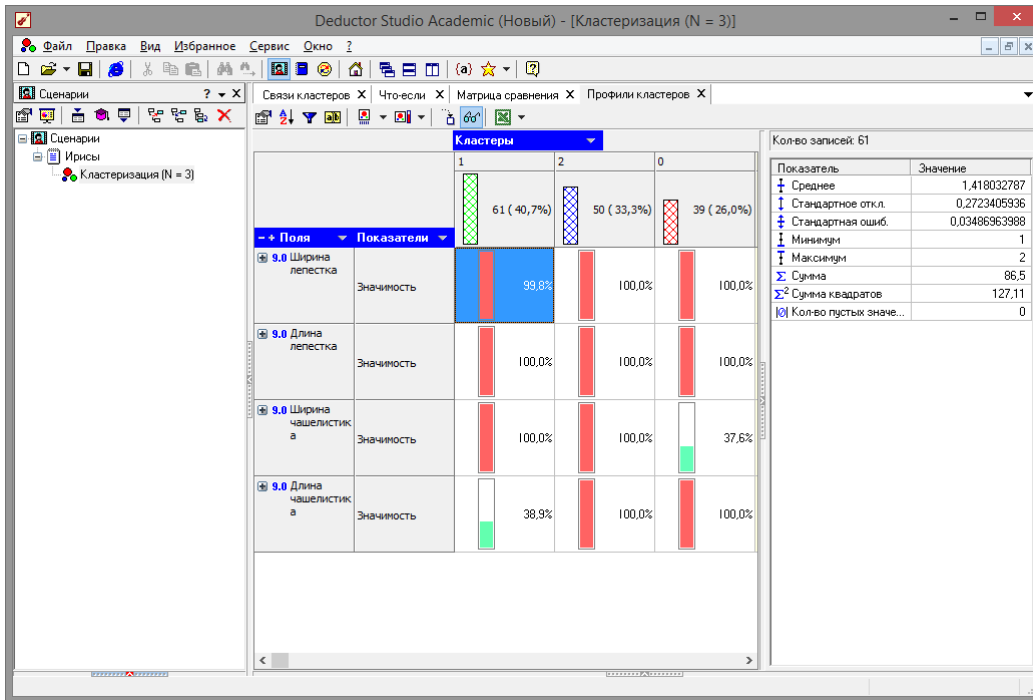 Deductor Studio Academic (Новый) - [Кластеризация (N = 3)]
Файл Правка Вид Избранное Сервис Окно ?
Сценарии
Связи кластеров X Что-если X Матрица сравнения X Профили кластеров X
Сценарии
Ирисы
Кластеризация (N = 3)
Кластеры
1 2 0
61 (40,7%) 50 (33,3%) 39 (26,0%)
- + Поля Показатели
9.0 Ширина
лепестка
Значимость 99,8% 100,0% 100,0%
9.0 Длина
лепестка
Значимость 100,0% 100,0% 100,0%
9.0 Ширина
чашелистик
а
Значимость 100,0% 100,0% 37,6%
9.0 Длина
чашелистик
а
Значимость 38,9% 100,0% 100,0%
Кол-во записей: 61
Показатель Значение
Среднее 1,418032787
Стандартное откл. 0,2723405936
Стандартная ошиб. 0,03486963988
Минимум 1
Максимум 2
Σ Сумма 86,5
Σ² Сумма квадратов 127,11
|0| Кол-во пустых значе... 0